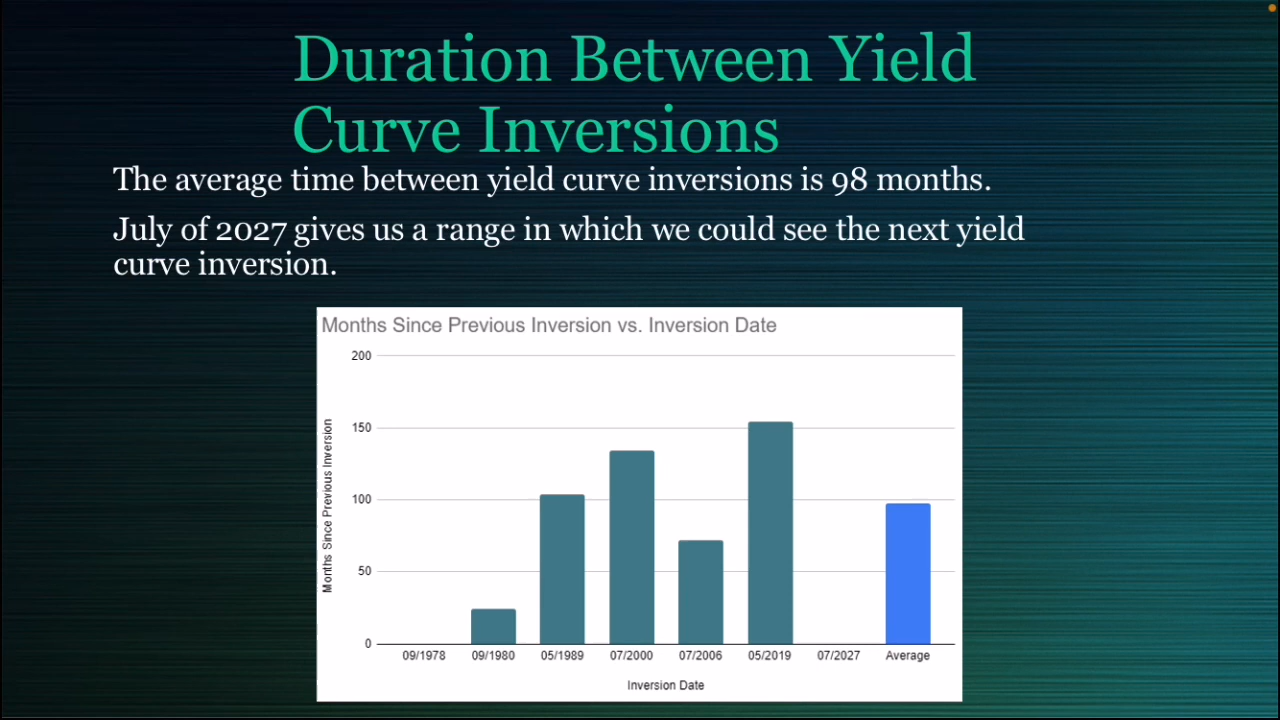 Duration Between Yield
Curve Inversions
The average time between yield curve inversions is 98 months.
July of 2027 gives us a range in which we could see the next yield
curve inversion.
Months Since Previous Inversion vs. Inversion Date
Months Since Previous Inversion
200
150
100
50
0
09/1978 09/1980 05/1989 07/2000 07/2006 05/2019 07/2027 Average
Inversion Date